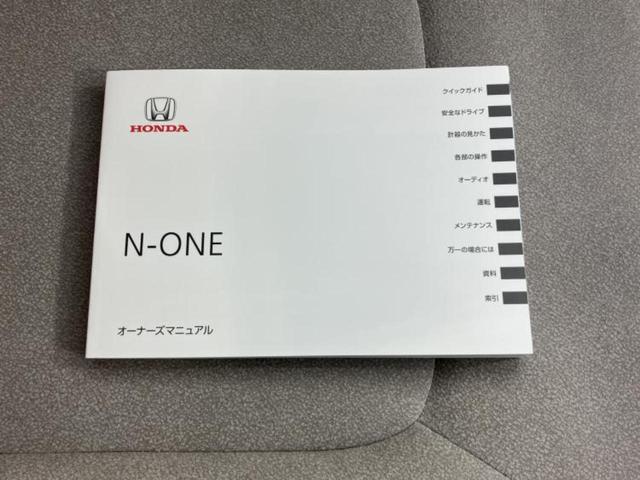 HONDA
N-ONE
オーナーズマニュアル
クイックガイド
安全なドライブ
計器の見かた
各部の操作
オーディオ
運転
メンテナンス
万一の場合には
資料
索引